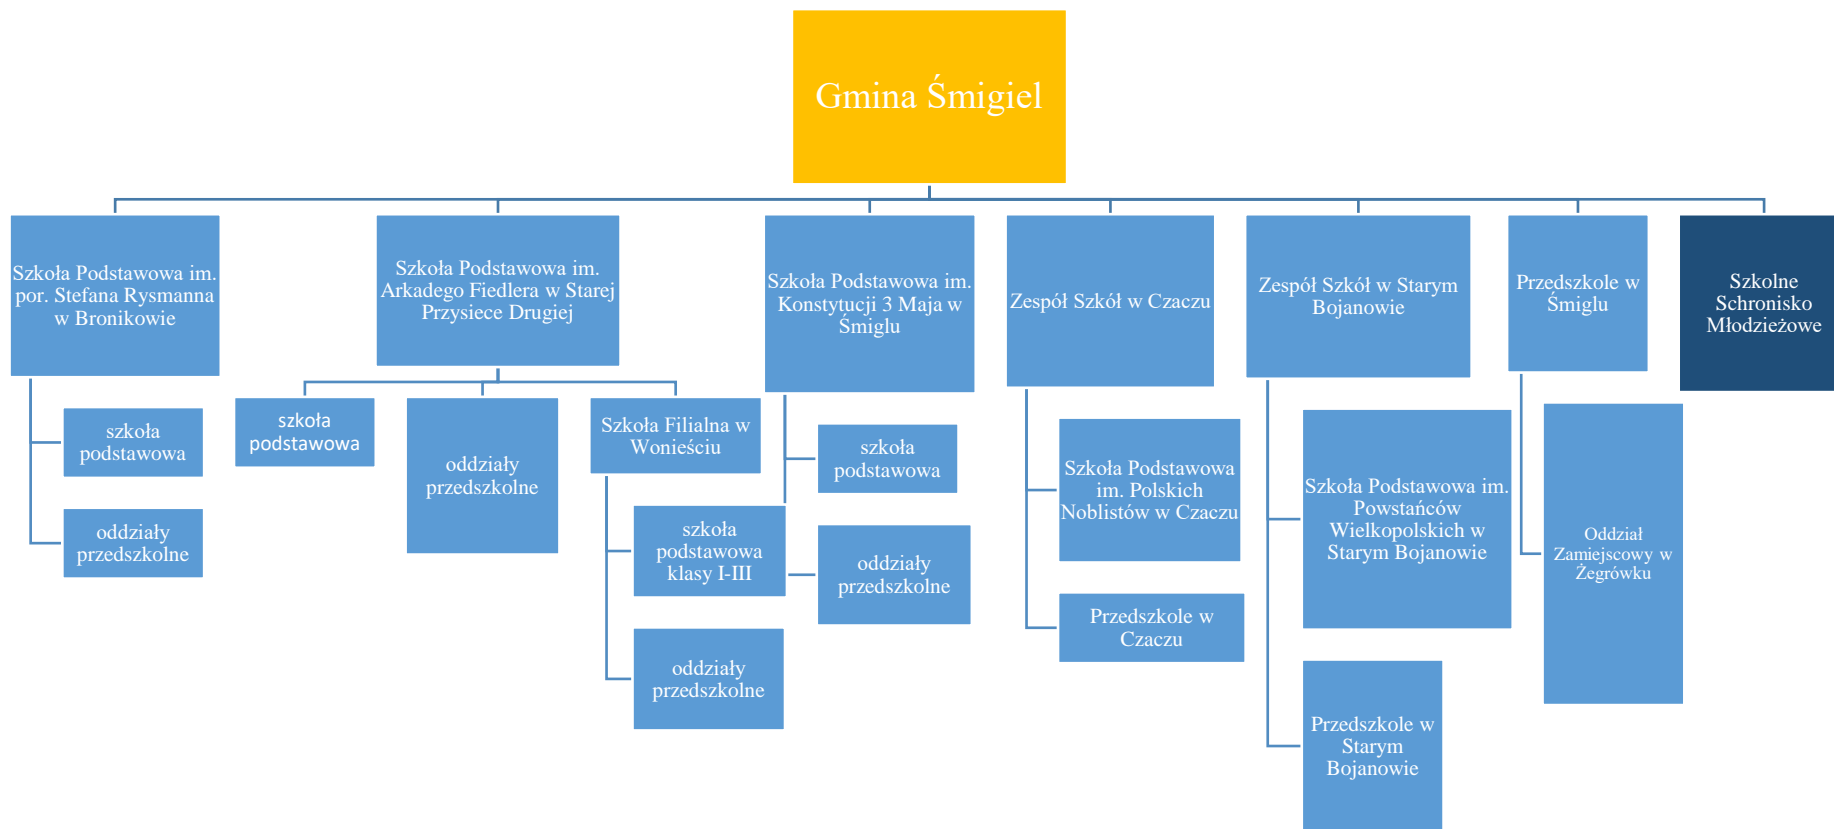 Gmina Śmigiel
Szkoła Podstawowa im.
por. Stefana Rysmanna
w Bronikowie
szkoła
podstawowa
oddziały
przedszkolne
Szkoła Podstawowa im.
Arkadego Fiedlera w Starej
Przysiece Drugiej
szkoła
podstawowa
oddziały
przedszkolne
Szkoła Filialna w
Wonieściu
szkoła
podstawowa
klasy I-III
oddziały
przedszkolne
Szkoła Podstawowa im.
Konstytucji 3 Maja w
Śmiglu
szkoła
podstawowa
oddziały
przedszkolne
Zespół Szkół w Czaczu
Szkoła Podstawowa
im. Polskich
Noblistów w Czaczu
Przedszkole w
Czaczu
Zespół Szkół w Starym
Bojanowie
Szkoła Podstawowa im.
Powstańców
Wielkopolskich w
Starym Bojanowie
Przedszkole w
Starym
Bojanowie
Przedszkole w
Śmiglu
Oddział
Zamiejscowy w
Żegrówku
Szkolne
Schronisko
Młodzieżowe